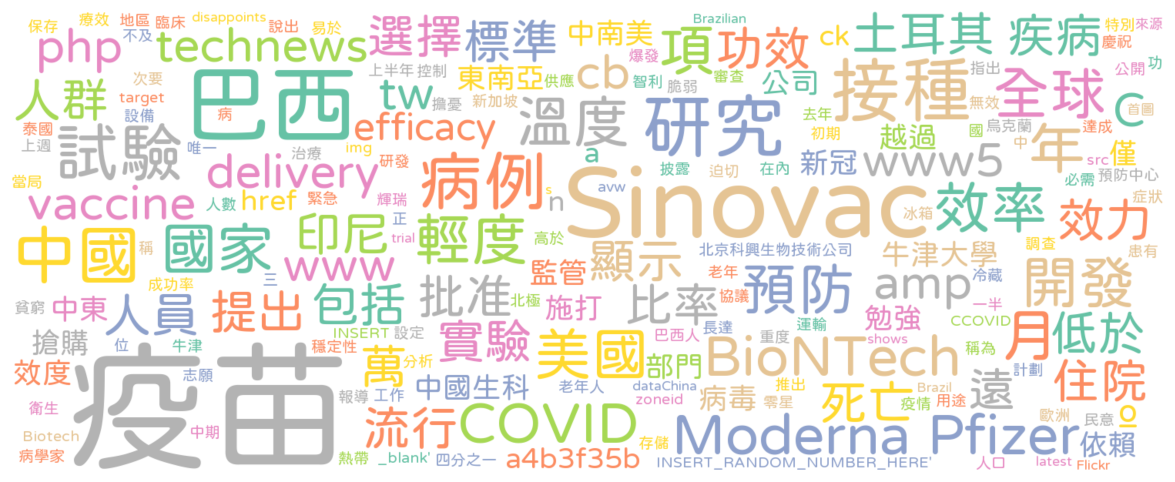 保存 療效 地區 臨床 disappoints 說出 易於 選擇 標準 中南美 Brazilian 項 功效 ck 土耳其 疾病 特別 來源
php 不及 technews 上半年 控制 東南亞 供應 爆發 智利 審查 公司 接種 指出 全球 慶祝 公開 功
人群 次要 target 設備 巴西 病 tw 擔憂 新加坡 cb 脆弱 去年 無效 C 首圖
泰國 上週 試驗 唯一 治療 img efficacy 溫度 研究 a 初期 越過 國 烏克蘭 中 年 達成 僅
當局 delivery 研發 病例 s n avw 披露 迫切 在內 新冠 www5 src 預防中心 必需 症狀
vaccine 人數 href 緊急 輝瑞 正 trial Sinovac 冰箱 效率 效力
中國 稱 國家 印尼 輕度 高於 顯示 北京科興生物技術公司 牛津大學 調查 患有
成功率 三 www 監管 老年 協議 預防 冷藏 開發
貧窮 中東 人員 提出 包括 批准 北極 施打 比率 amp 一半
搶購 位 牛津 INSERT 設定 穩定性 實驗 美國 巴西人 長達 重度 運輸 勉強 shows CCOVID 稱為 月 低於
效度 疫苗 志願 萬 分析 部門 BioNTech 計劃 住院
衛生 報導 工作 中國生科 老年人 dataChina zoneid 病毒 零星 推出 死亡 Brazil 疫情 用途 遠 歐洲 民意 o
Biotech 中期 流行 COVID 存儲 Moderna Pfizer 依賴
病學家 熱帶 _blank' 四分之一 a4b3f35b INSERT_RANDOM_NUMBER_HERE' 人口 latest Flickr